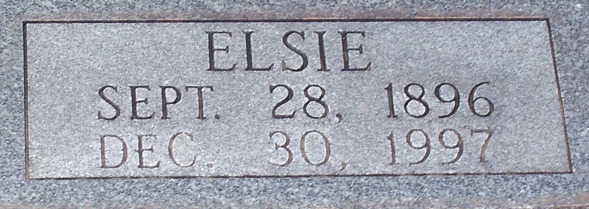 ELSIE
SEPT. 28, 1896
DEC. 30, 1997